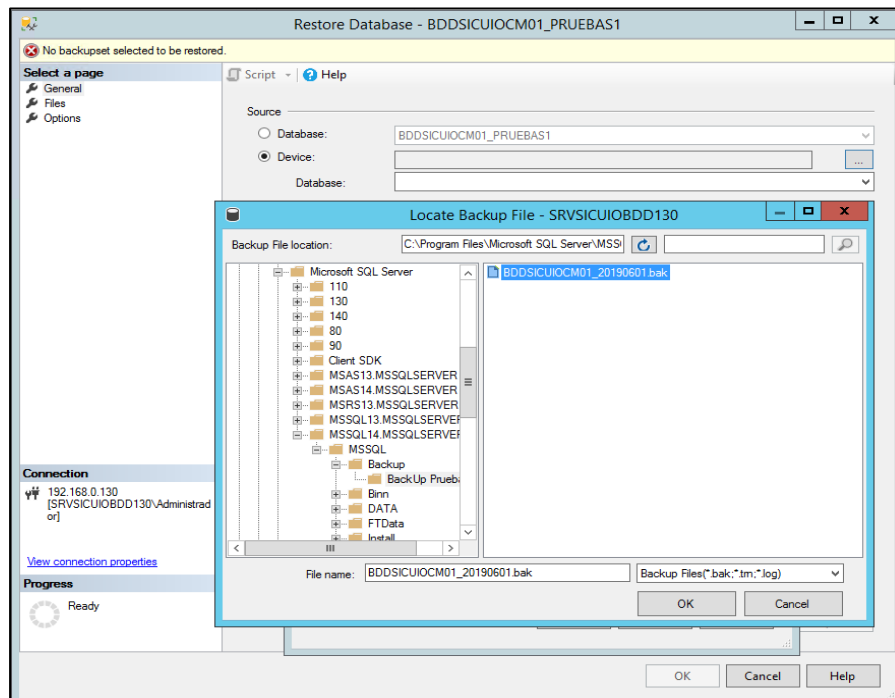 Restore Database - BDDSICUIOCM01_PRUEBAS1
No backupset selected to be restored.
Select a page
General
Files
Options
Script
Help
Source
Database:
BDDSICUIOCM01_PRUEBAS1
Device:
...
Database:
Locate Backup File - SRVSICUIOBDD130
Backup File location:
C:\Program Files\Microsoft SQL Server\MSS
Microsoft SQL Server
110
130
140
80
90
Client SDK
MSAS13.MSSQLSERVER
MSAS14.MSSQLSERVER
MSRS13.MSSQLSERVER
MSSQL13.MSSQLSERVER
MSSQL14.MSSQLSERVER
MSSQL
Backup
BackUp Prueb
Binn
DATA
FTData
Install
BDDSICUIOCM01_20190601.bak
File name:
BDDSICUIOCM01_20190601.bak
Backup Files(*.bak;*.trn;*.log)
OK
Cancel
Connection
192.168.0.130
[SRVSICUIOBDD130\Administrad
or]
View connection properties
Progress
Ready
OK
Cancel
Help